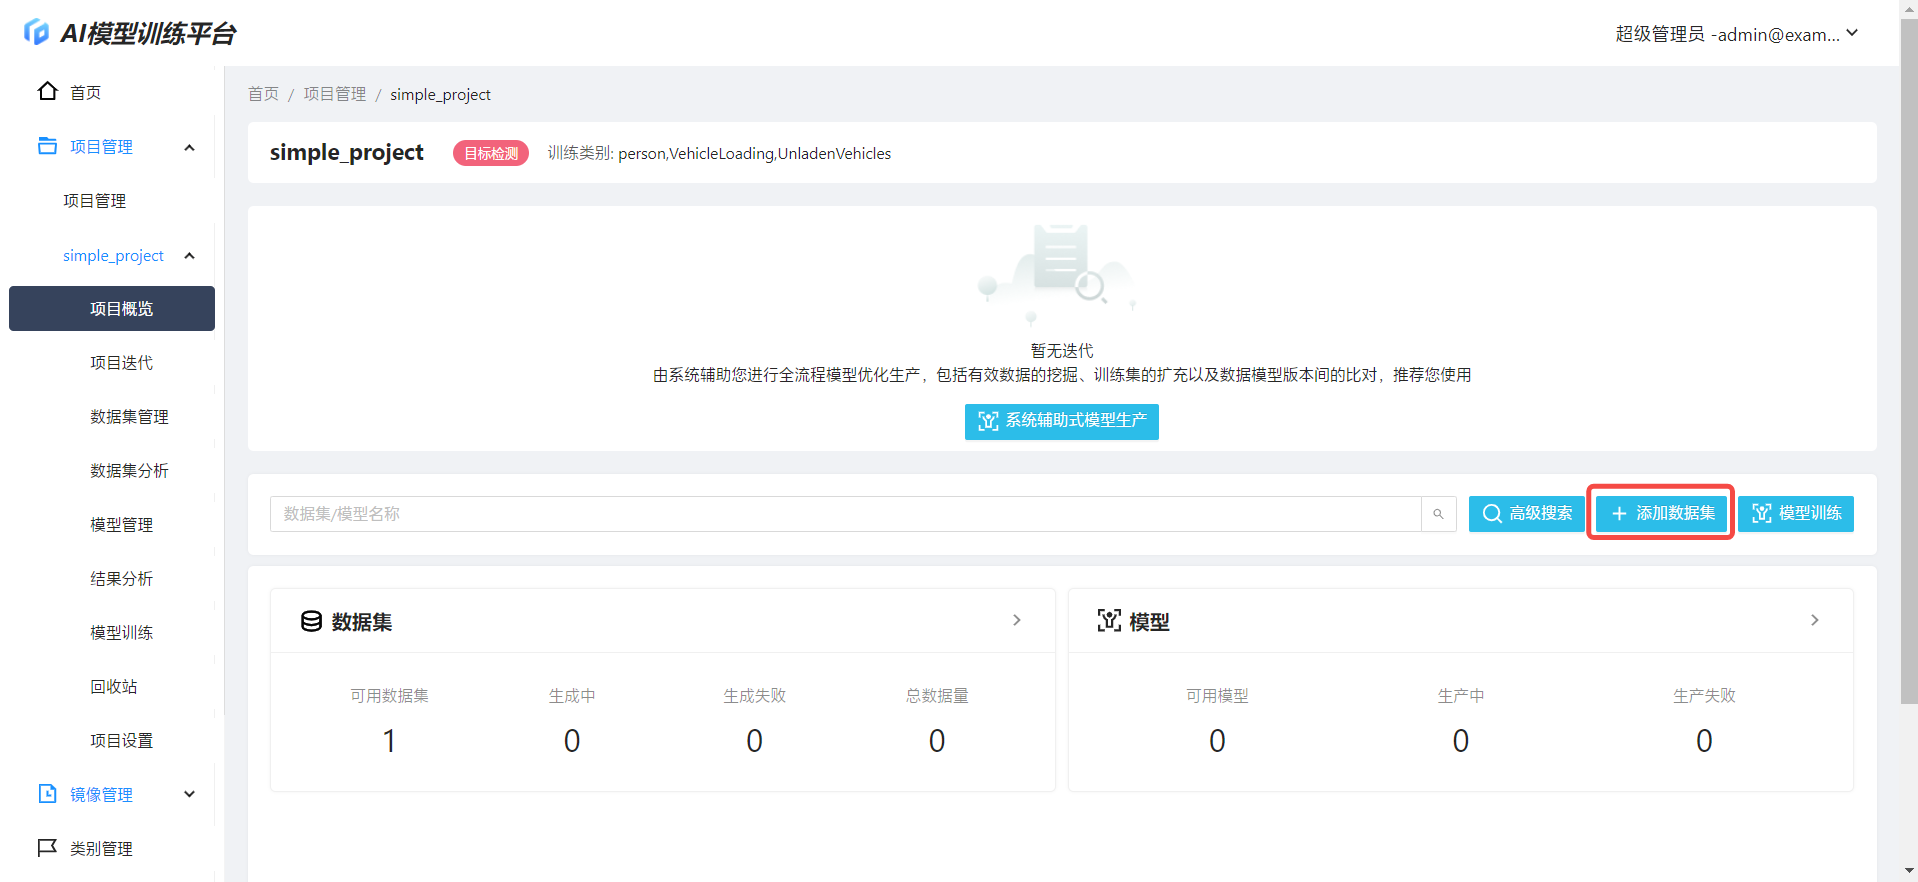 AI模型训练平台
超级管理员 -admin@exam...
首页
项目管理
项目管理
simple_project
项目概览
项目迭代
数据集管理
数据集分析
模型管理
结果分析
模型训练
回收站
项目设置
镜像管理
类别管理
首页 / 项目管理 / simple_project
simple_project 目标检测 训练类别: person,VehicleLoading,UnladenVehicles
暂无迭代
由系统辅助您进行全流程模型优化生产，包括有效数据的挖掘、训练集的扩充以及数据模型版本间的比对，推荐您使用
系统辅助式模型生产
数据集/模型名称 高级搜索 添加数据集 模型训练
数据集
可用数据集 生成中 生成失败 总数据量
1 0 0 0
模型
可用模型 生产中 生产失败
0 0 0